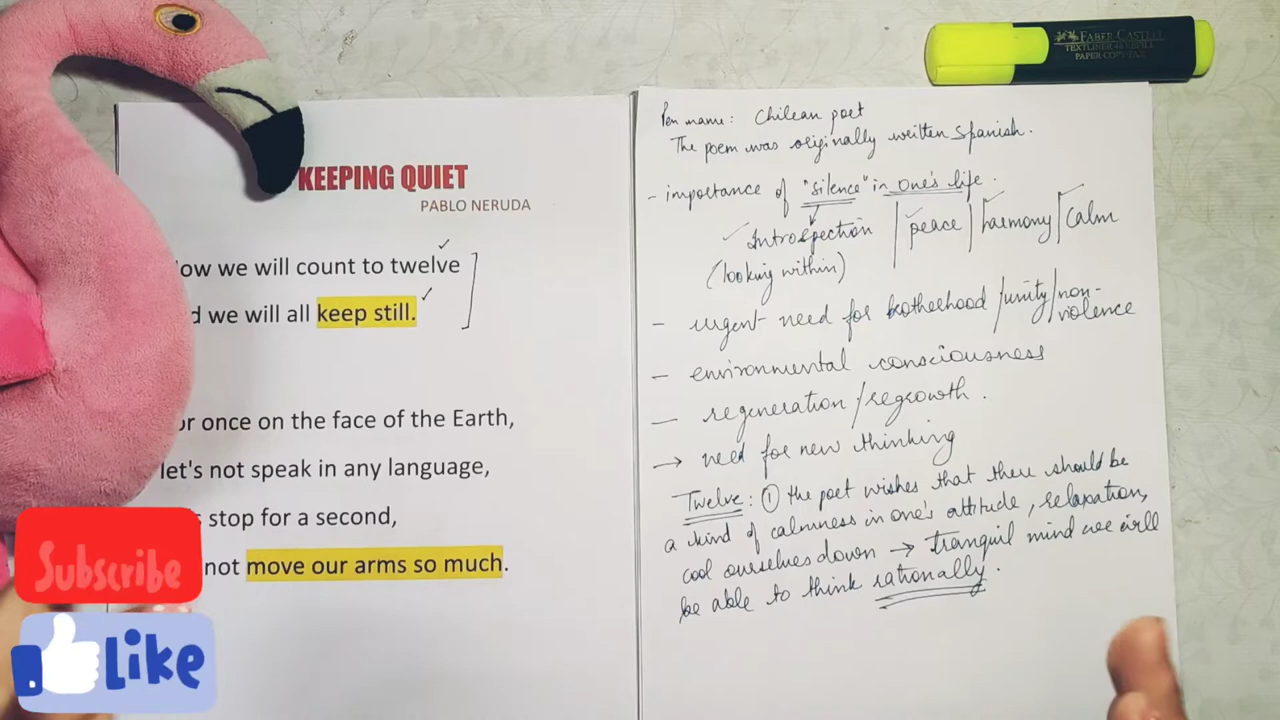 KEEPING QUIET
PABLO NERUDA
ow we will count to twelve
d we will all keep still.
or once on the face of the Earth,
let's not speak in any language,
s stop for a second,
not move our arms so much.
Subscribe
Like
FABER CASTELL
TEXTLINER 48 REFILL
PAPER COPY FAX
Pen name: Chilean poet
The poem was originally written Spanish.
- importance of "silence" in one's life.
Introspection | peace | harmony | calm
(looking within)
- urgent need for brotherhood / unity / non-
violence
- environmental consciousness
- regeneration / regrowth.
→ need for new thinking
Twelve: ① the poet wishes that there should be
a kind of calmness in one's attitude, relaxation,
cool ourselves down → tranquil mind we will
be able to think rationally.